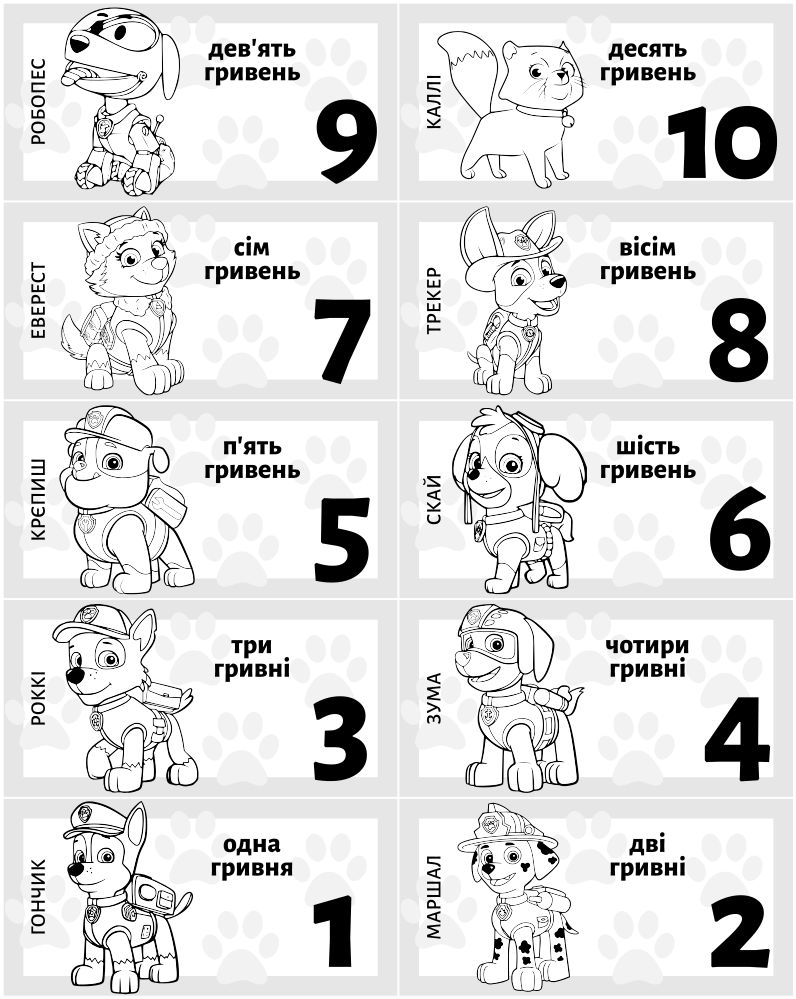 РОБОПЕС
дев'ять
гривень
9
КАЛЛІ
десять
гривень
10
ЕВЕРЕСТ
сім
гривень
7
ТРЕКЕР
вісім
гривень
8
КРЄПИШ
п'ять
гривень
5
СКАЙ
шість
гривень
6
РОККІ
три
гривні
3
ЗУМА
чотири
гривні
4
ГОНЧИК
одна
гривня
1
МАРШАЛ
дві
гривні
2